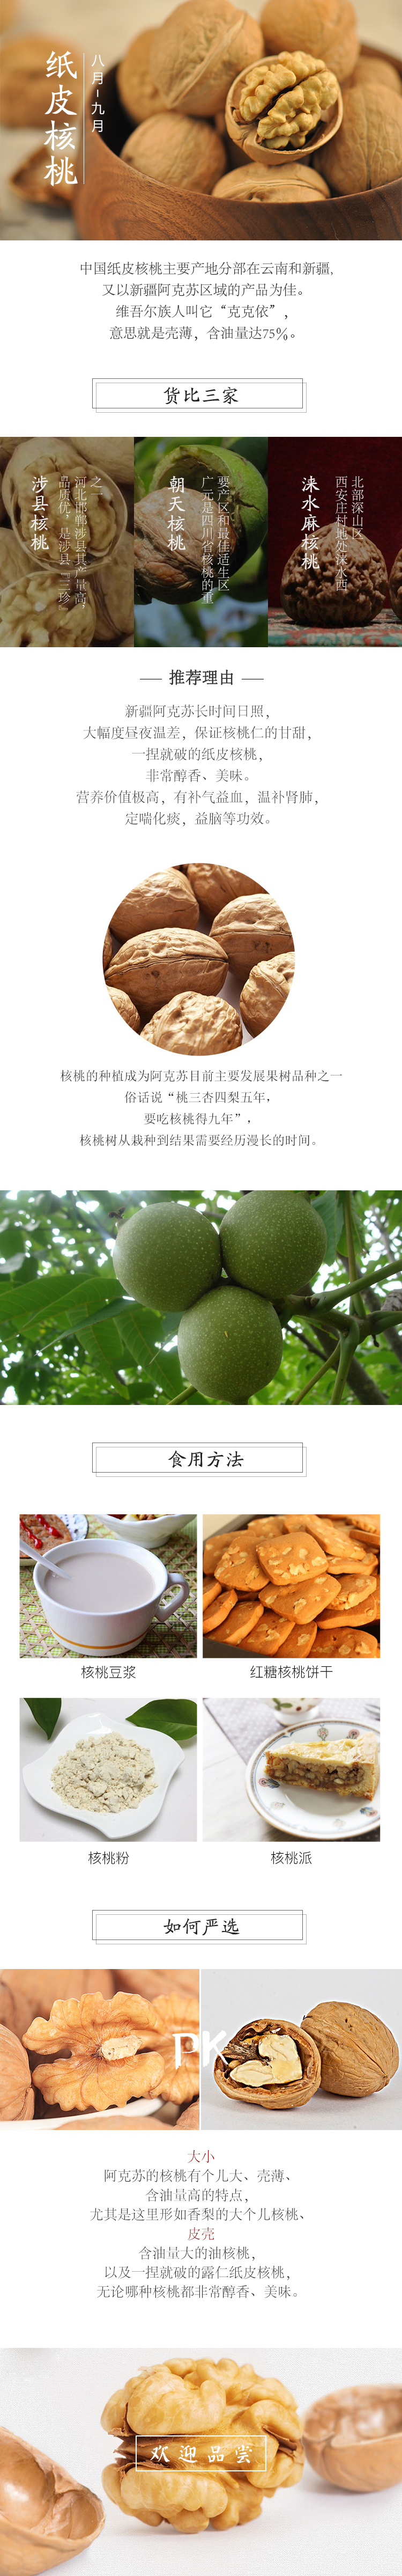 纸皮核桃
八月-九月
中国纸皮核桃主要产地分部在云南和新疆,
又以新疆阿克苏区域的产品为佳。
维吾尔族人叫它“克克依”,
意思就是壳薄，含油量达75%。
货比三家
涉县核桃
河北邯郸涉县其产量高，
品质优，是涉县『三珍』
之一
朝天核桃
广元是四川省核桃的重
要产区和最佳适生区
涞水麻核桃
西安庄村地处涞水西
北部深山区
推荐理由
新疆阿克苏长时间日照，
大幅度昼夜温差，保证核桃仁的甘甜，
一捏就破的纸皮核桃，
非常醇香、美味。
营养价值极高，有补气益血，温补肾肺，
定喘化痰，益脑等功效。
核桃的种植成为阿克苏目前主要发展果树品种之一
俗话说“桃三杏四梨五年，
要吃核桃得九年”，
核桃树从栽种到结果需要经历漫长的时间。
食用方法
核桃豆浆
红糖核桃饼干
核桃粉
核桃派
如何严选
PK
大小
阿克苏的核桃有个儿大、壳薄、
含油量高的特点，
尤其是这里形如香梨的大个儿核桃、
皮壳
含油量大的油核桃，
以及一捏就破的露仁纸皮核桃，
无论哪种核桃都非常醇香、美味。
欢迎品尝